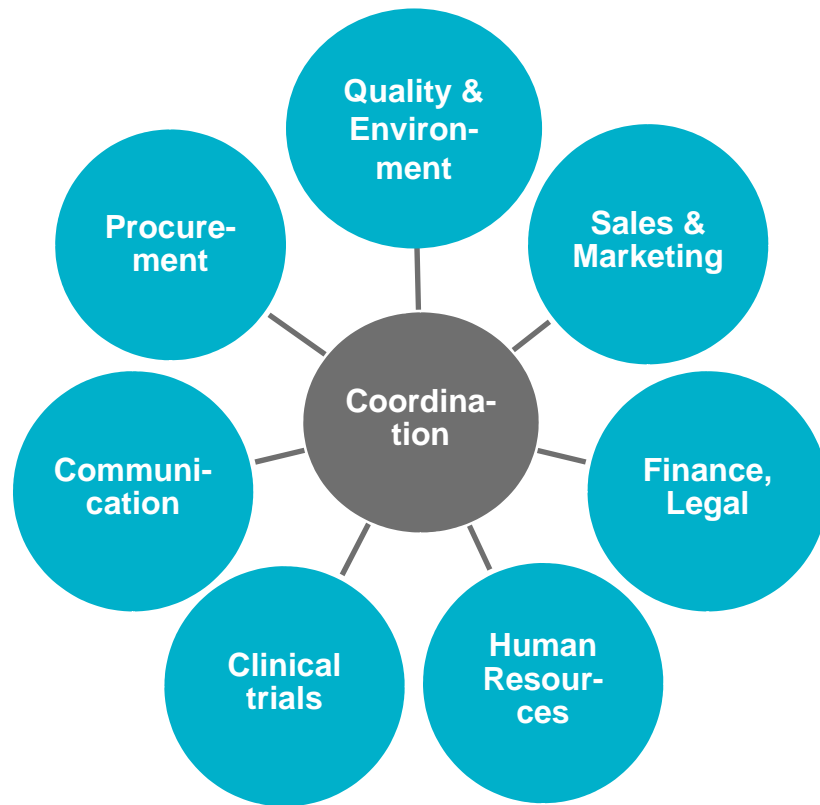 Quality &
Environ-
ment
Sales &
Marketing
Finance,
Legal
Human
Resour-
ces
Clinical
trials
Communi-
cation
Procure-
ment
Coordina-
tion